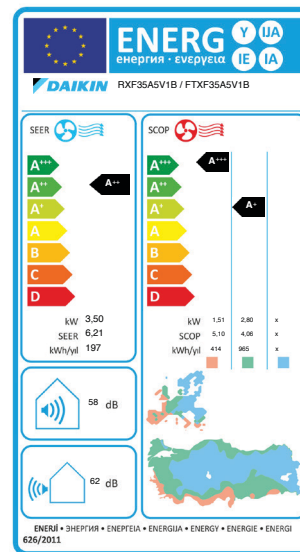 ENERG Y IJA
енергия · ενεργεια IE IA
DAIKIN RXF35A5V1B / FTXF35A5V1B
SEER
SCOP
A+++
A++
A+
A
B
C
D
A++
A+++
A++
A+
A
B
C
D
A+++
A+
kW 3,50
SEER 6,21
kWh/yıl 197
kW 1,51 2,80 x
SCOP 5,10 4,06 x
kWh/yıl 414 965 x
58 dB
62 dB
ENERJİ • ЭНЕРГИЯ • ΕΝΕΡΓΕΙΑ • ENERGIJA • ENERGY • ENERGIE • ENERGI
626/2011